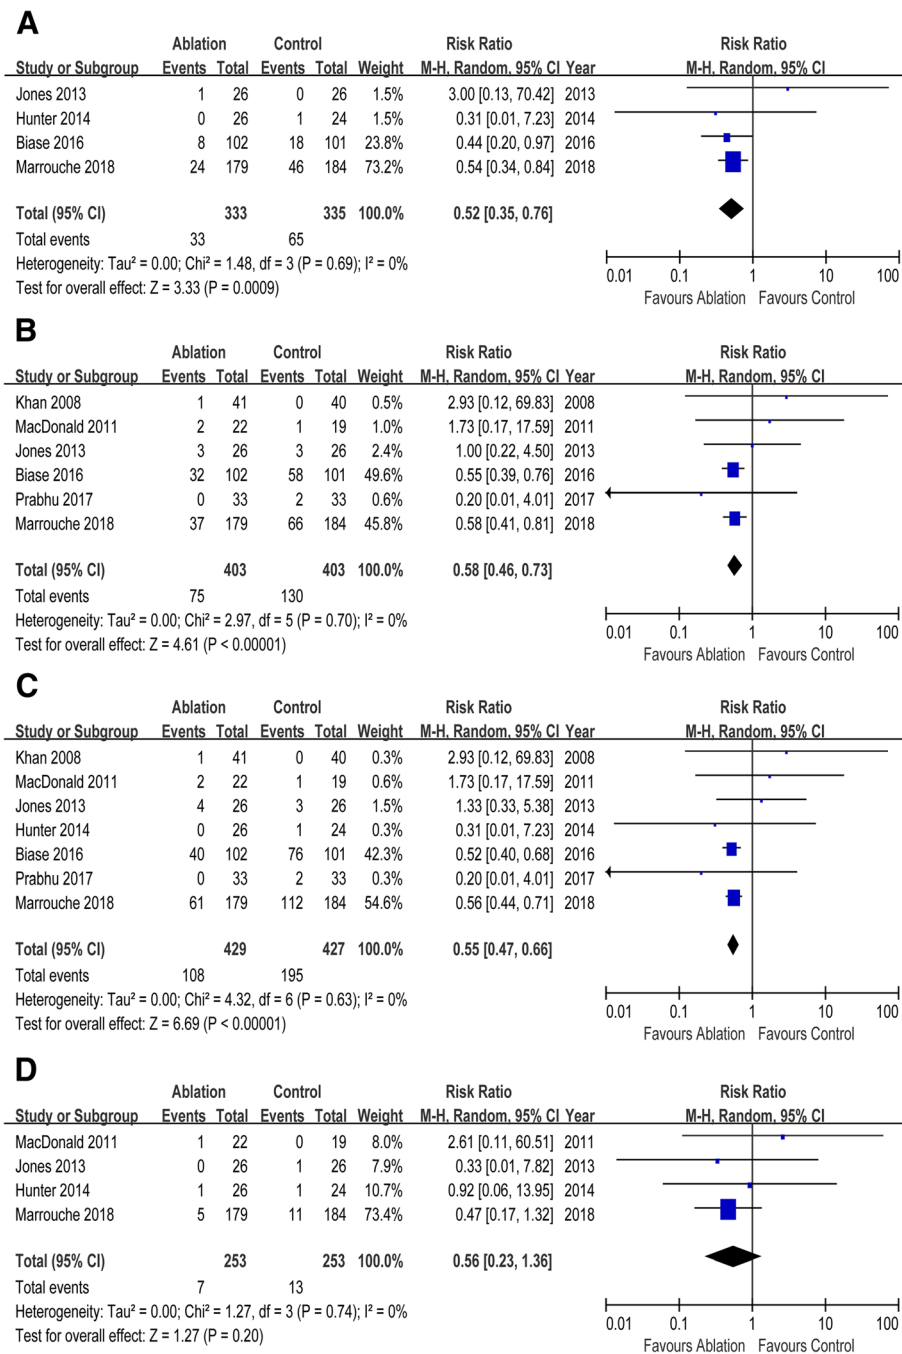 A
Ablation Control Risk Ratio Risk Ratio
Study or Subgroup Events Total Events Total Weight M-H, Random, 95% CI Year M-H, Random, 95% CI
Jones 2013 1 26 0 26 1.5% 3.00 [0.13, 70.42] 2013
Hunter 2014 0 26 1 24 1.5% 0.31 [0.01, 7.23] 2014
Biase 2016 8 102 18 101 23.8% 0.44 [0.20, 0.97] 2016
Marrouche 2018 24 179 46 184 73.2% 0.54 [0.34, 0.84] 2018
Total (95% CI) 333 335 100.0% 0.52 [0.35, 0.76]
Total events 33 65
Heterogeneity: Tau² = 0.00; Chi² = 1.48, df = 3 (P = 0.69); I² = 0%
Test for overall effect: Z = 3.33 (P = 0.0009)
0.01 0.1 1 10 100
Favours Ablation Favours Control
B
Ablation Control Risk Ratio Risk Ratio
Study or Subgroup Events Total Events Total Weight M-H, Random, 95% CI Year M-H, Random, 95% CI
Khan 2008 1 41 0 40 0.5% 2.93 [0.12, 69.83] 2008
MacDonald 2011 2 22 1 19 1.0% 1.73 [0.17, 17.59] 2011
Jones 2013 3 26 3 26 2.4% 1.00 [0.22, 4.50] 2013
Biase 2016 32 102 58 101 49.6% 0.55 [0.39, 0.76] 2016
Prabhu 2017 0 33 2 33 0.6% 0.20 [0.01, 4.01] 2017
Marrouche 2018 37 179 66 184 45.8% 0.58 [0.41, 0.81] 2018
Total (95% CI) 403 403 100.0% 0.58 [0.46, 0.73]
Total events 75 130
Heterogeneity: Tau² = 0.00; Chi² = 2.97, df = 5 (P = 0.70); I² = 0%
Test for overall effect: Z = 4.61 (P < 0.00001)
0.01 0.1 1 10 100
Favours Ablation Favours Control
C
Ablation Control Risk Ratio Risk Ratio
Study or Subgroup Events Total Events Total Weight M-H, Random, 95% CI Year M-H, Random, 95% CI
Khan 2008 1 41 0 40 0.3% 2.93 [0.12, 69.83] 2008
MacDonald 2011 2 22 1 19 0.6% 1.73 [0.17, 17.59] 2011
Jones 2013 4 26 3 26 1.5% 1.33 [0.33, 5.38] 2013
Hunter 2014 0 26 1 24 0.3% 0.31 [0.01, 7.23] 2014
Biase 2016 40 102 76 101 42.3% 0.52 [0.40, 0.68] 2016
Prabhu 2017 0 33 2 33 0.3% 0.20 [0.01, 4.01] 2017
Marrouche 2018 61 179 112 184 54.6% 0.56 [0.44, 0.71] 2018
Total (95% CI) 429 427 100.0% 0.55 [0.47, 0.66]
Total events 108 195
Heterogeneity: Tau² = 0.00; Chi² = 4.32, df = 6 (P = 0.63); I² = 0%
Test for overall effect: Z = 6.69 (P < 0.00001)
0.01 0.1 1 10 100
Favours Ablation Favours Control
D
Ablation Control Risk Ratio Risk Ratio
Study or Subgroup Events Total Events Total Weight M-H, Random, 95% CI Year M-H, Random, 95% CI
MacDonald 2011 1 22 0 19 8.0% 2.61 [0.11, 60.51] 2011
Jones 2013 0 26 1 26 7.9% 0.33 [0.01, 7.82] 2013
Hunter 2014 1 26 1 24 10.7% 0.92 [0.06, 13.95] 2014
Marrouche 2018 5 179 11 184 73.4% 0.47 [0.17, 1.32] 2018
Total (95% CI) 253 253 100.0% 0.56 [0.23, 1.36]
Total events 7 13
Heterogeneity: Tau² = 0.00; Chi² = 1.27, df = 3 (P = 0.74); I² = 0%
Test for overall effect: Z = 1.27 (P = 0.20)
0.01 0.1 1 10 100
Favours Ablation Favours Control